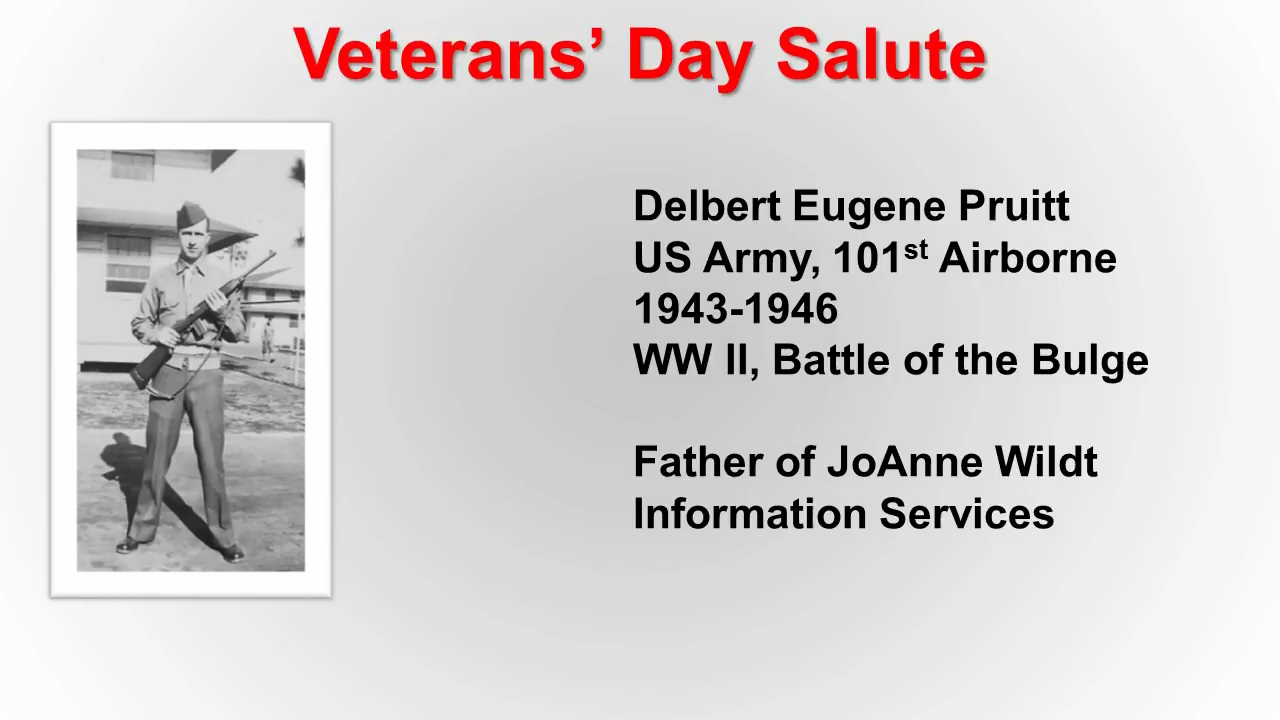 Veterans’ Day Salute
Delbert Eugene Pruitt
US Army, 101st Airborne
1943-1946
WW II, Battle of the Bulge
Father of JoAnne Wildt
Information Services